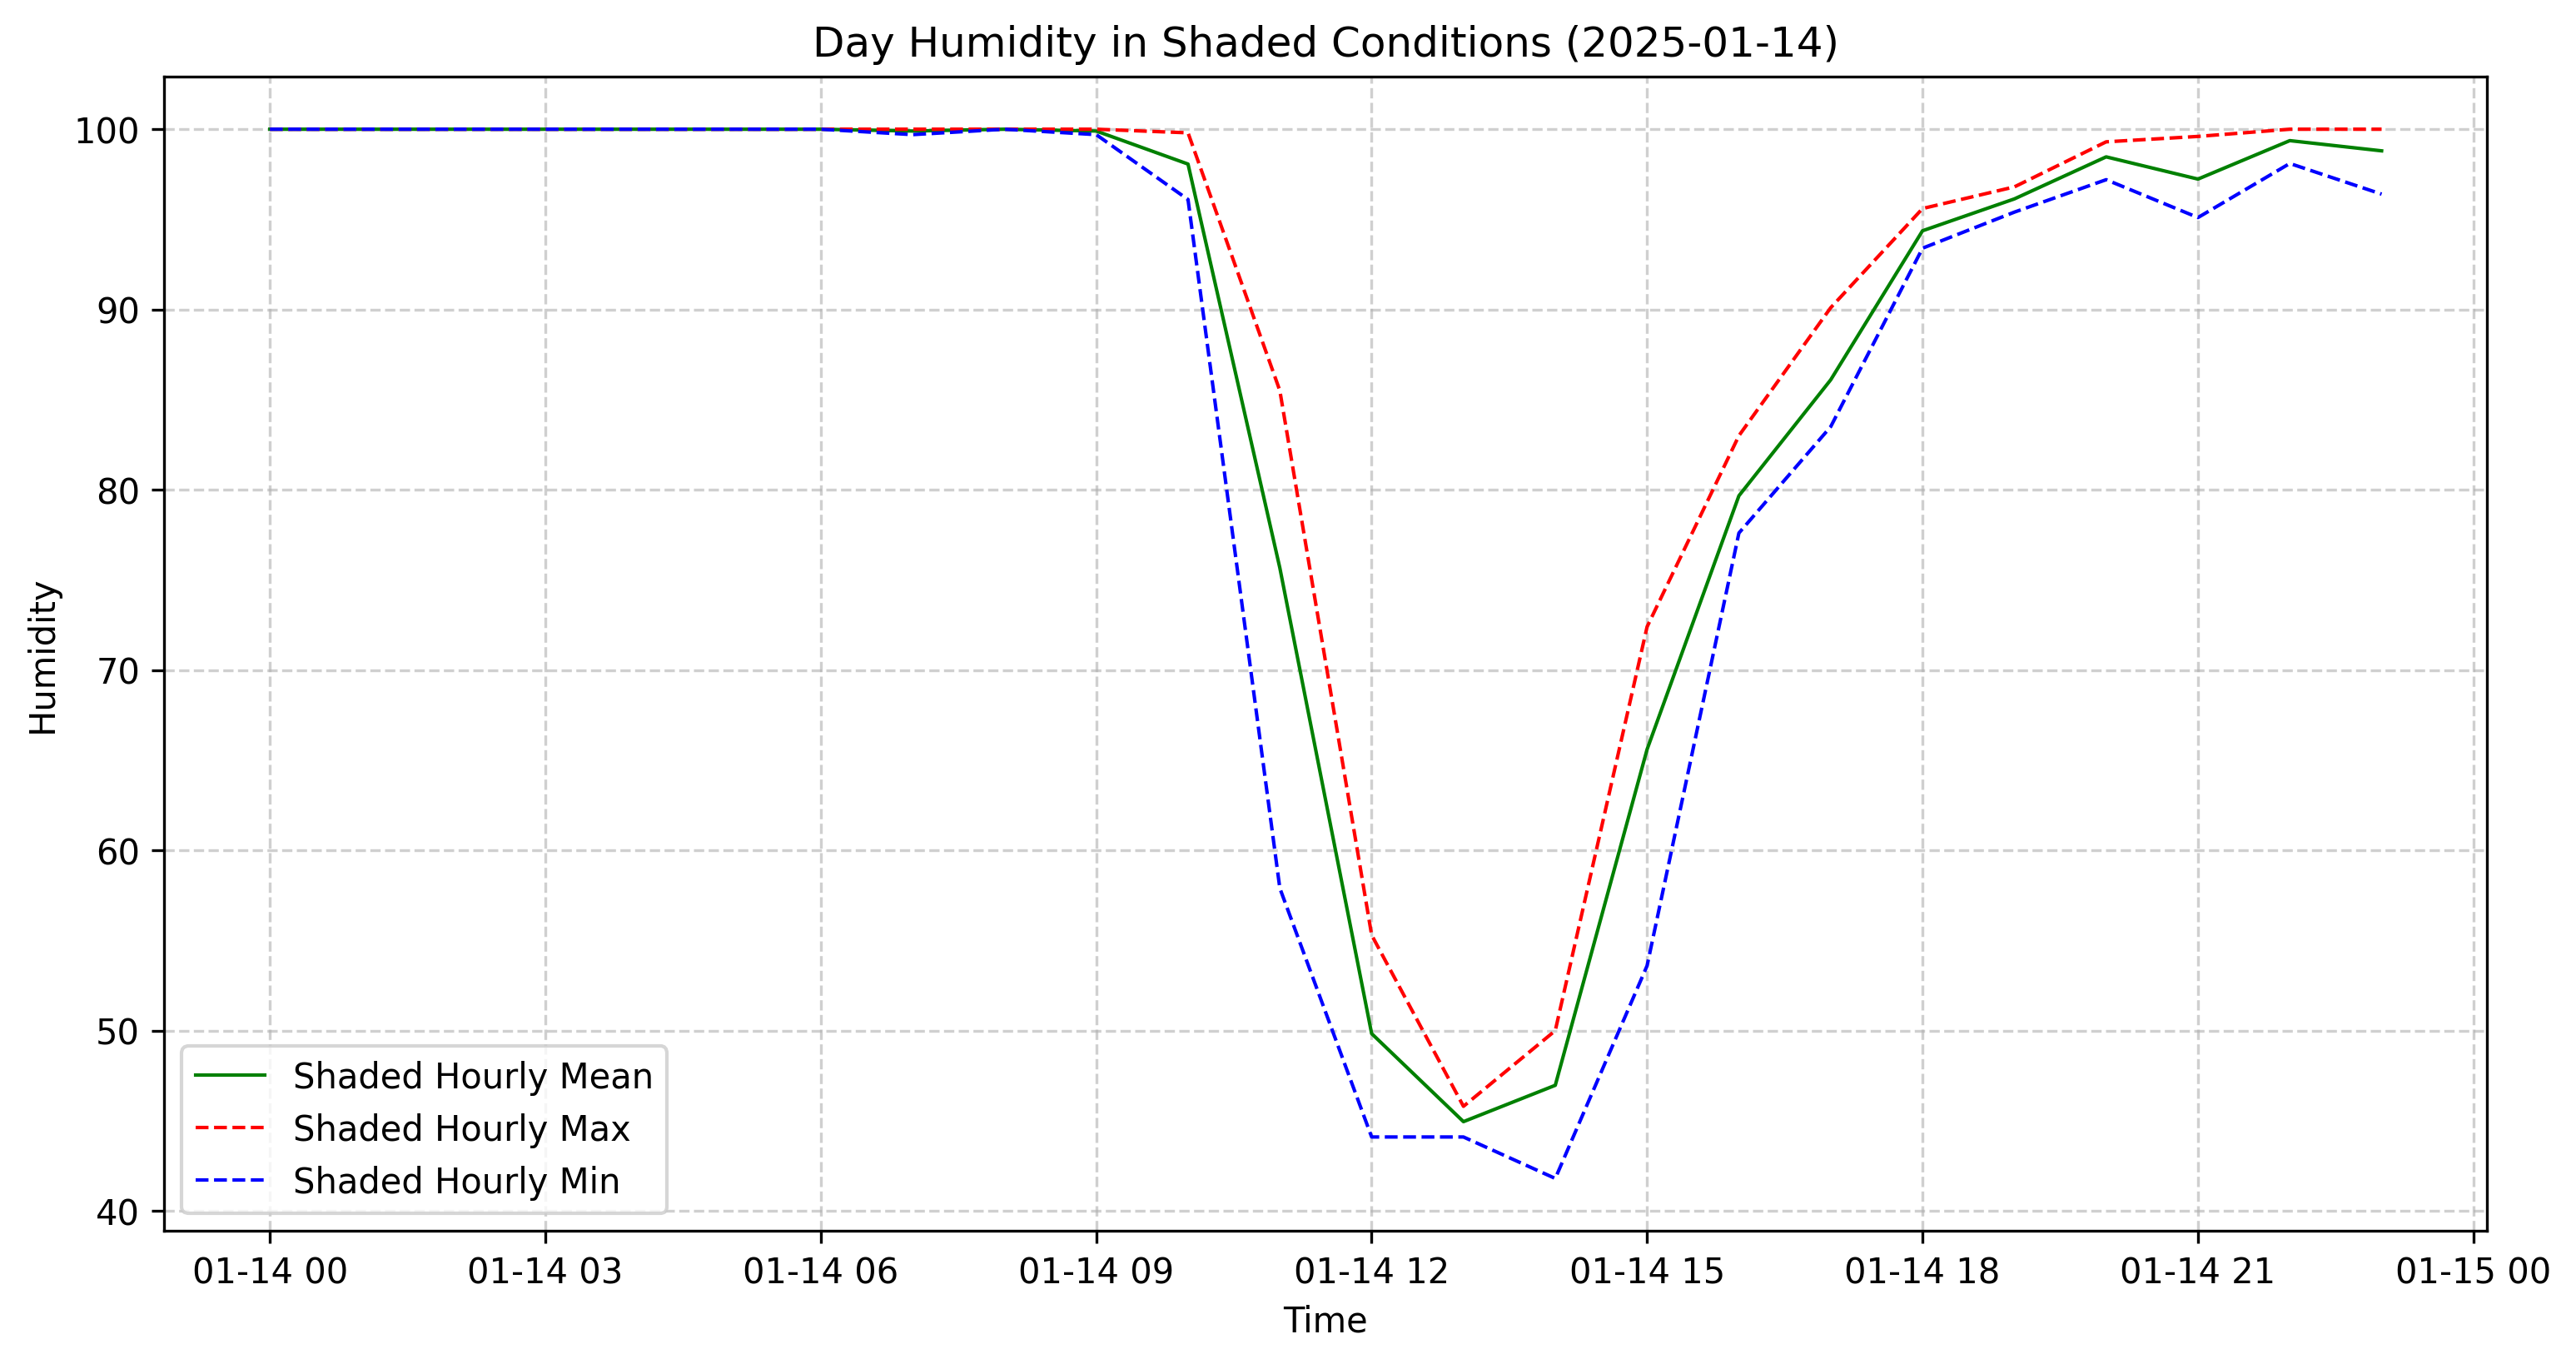 Day Humidity in Shaded Conditions (2025-01-14)
100
90
80
70
60
50
40
Humidity
Shaded Hourly Mean
Shaded Hourly Max
Shaded Hourly Min
01-14 00 01-14 03 01-14 06 01-14 09 01-14 12 01-14 15 01-14 18 01-14 21 01-15 00
Time